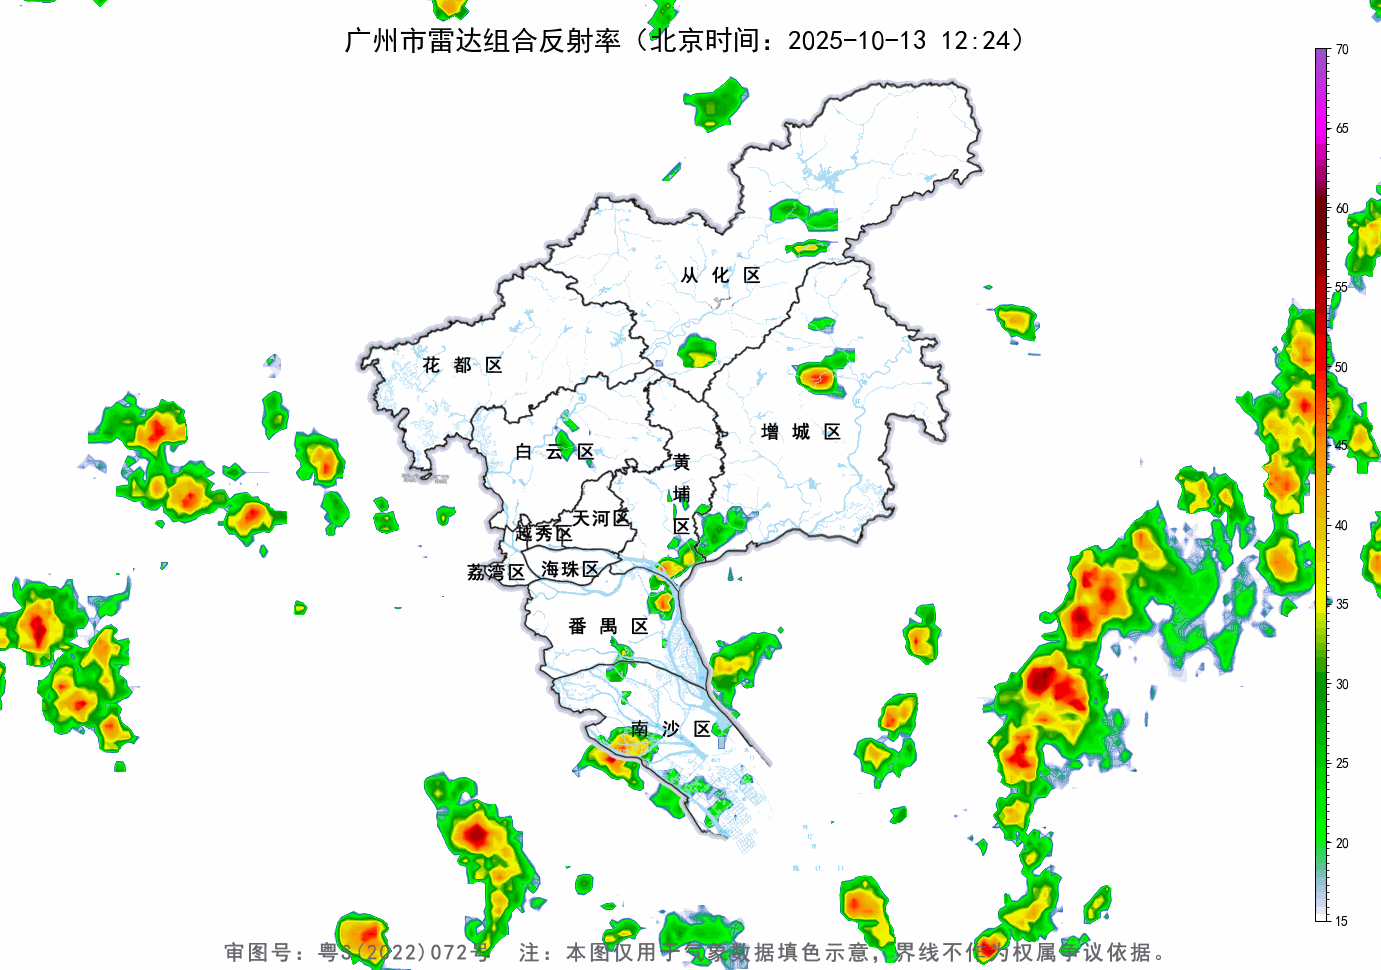 广州市雷达组合反射率（北京时间：2025-10-13 12:24）
70
65
60
55
50
45
40
35
30
25
20
15
从 化 区
花 都 区
增 城 区
白 云 区
黄
埔
区
天河区
越秀区
荔湾区
海珠区
番 禺 区
南 沙 区
审图号：粤S(2022)072号 注：本图仅用于气象数据填色示意，界线不作为权属争议依据。